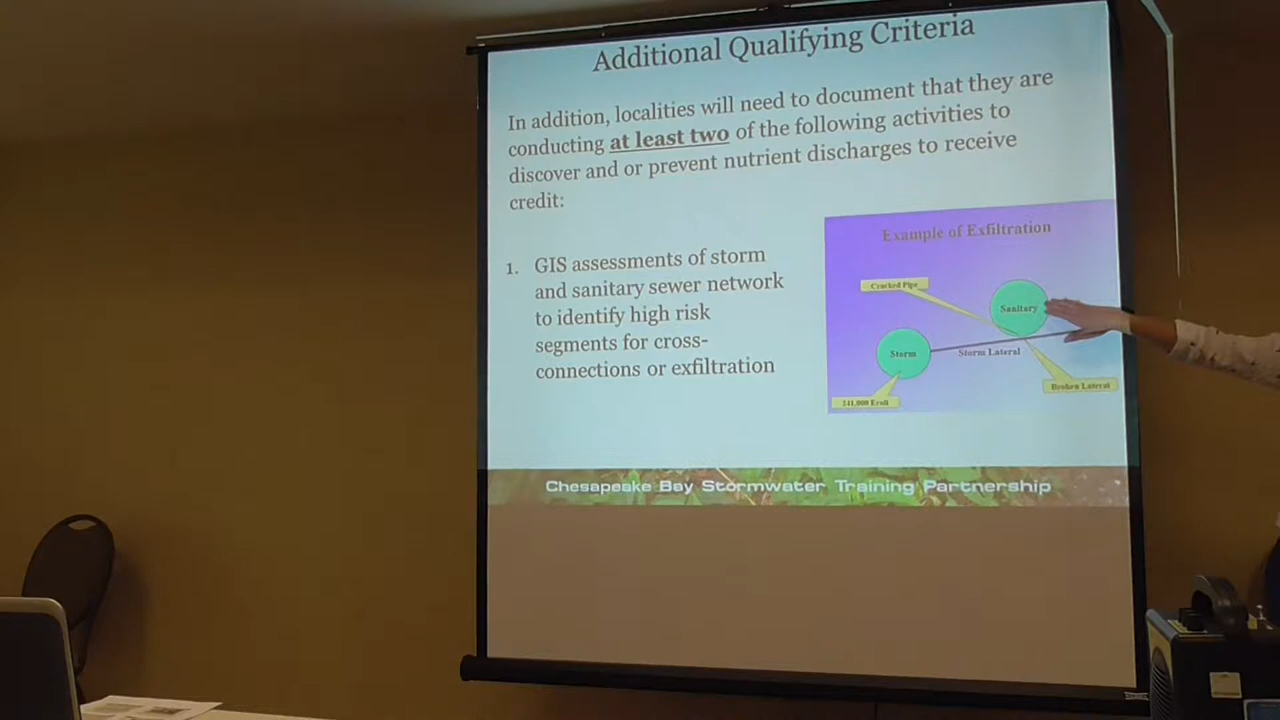 Additional Qualifying Criteria
In addition, localities will need to document that they are
conducting at least two of the following activities to
discover and or prevent nutrient discharges to receive
credit:
1. GIS assessments of storm
and sanitary sewer network
to identify high risk
segments for cross-
connections or exfiltration
Example of Exfiltration
Cracked Pipe
Sanitary
Storm
Storm Lateral
Broken Lateral
241,000 Ecoli
Chesapeake Bay Stormwater Training Partnership